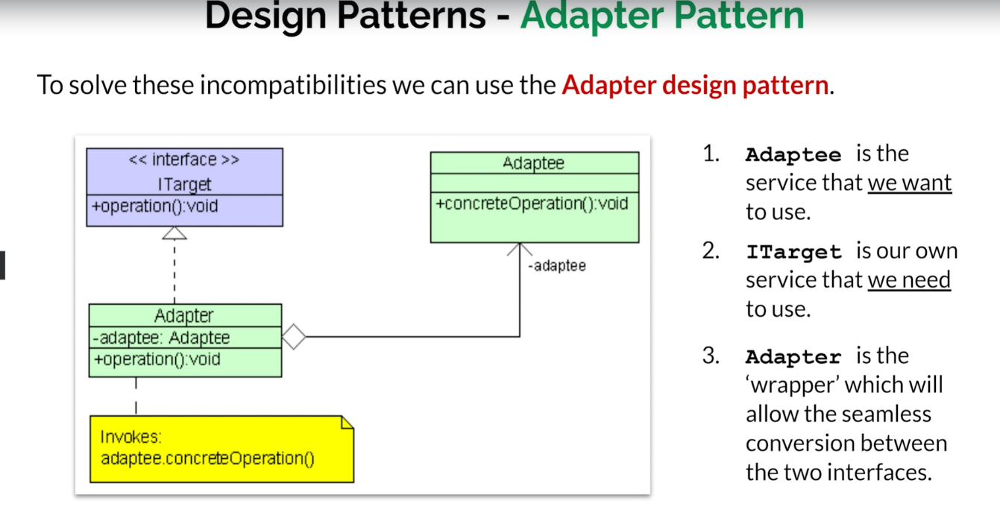 Design Patterns - Adapter Pattern
To solve these incompatibilities we can use the Adapter design pattern.
<< interface >>
ITarget
+operation():void
Adaptee
+concreteOperation():void
-adaptee
Adapter
-adaptee: Adaptee
+operation():void
Invokes:
adaptee.concreteOperation()
1. Adaptee is the
service that we want
to use.
2. ITarget is our own
service that we need
to use.
3. Adapter is the
‘wrapper’ which will
allow the seamless
conversion between
the two interfaces.